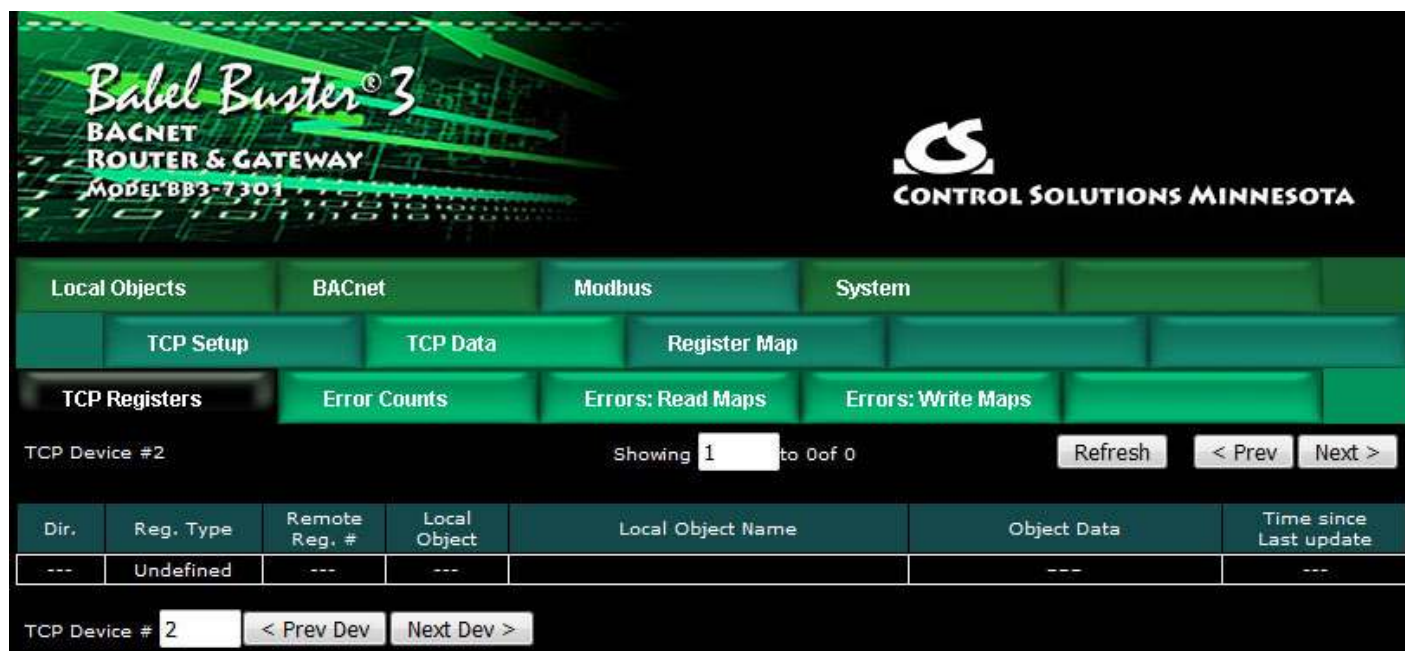 Babel Buster® 3
BACNET
ROUTER & GATEWAY
MODEL BB3-7301
CS
CONTROL SOLUTIONS MINNESOTA
Local Objects BACnet Modbus System
TCP Setup TCP Data Register Map
TCP Registers Error Counts Errors: Read Maps Errors: Write Maps
TCP Device #2 Showing 1 to 0of 0 Refresh < Prev Next >
Dir. Reg. Type Remote Reg. # Local Object Local Object Name Object Data Time since Last update
--- Undefined --- --- --- ---
TCP Device # 2 < Prev Dev Next Dev >